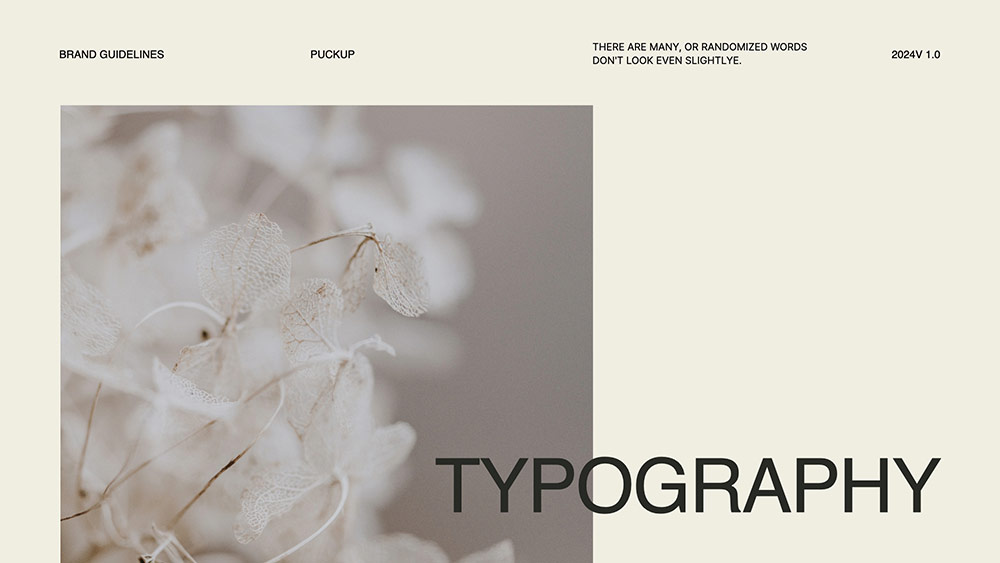 BRAND GUIDELINES
PUCKUP
THERE ARE MANY, OR RANDOMIZED WORDS
DON'T LOOK EVEN SLIGHTLYE.
2024V 1.0
TYPOGRAPHY